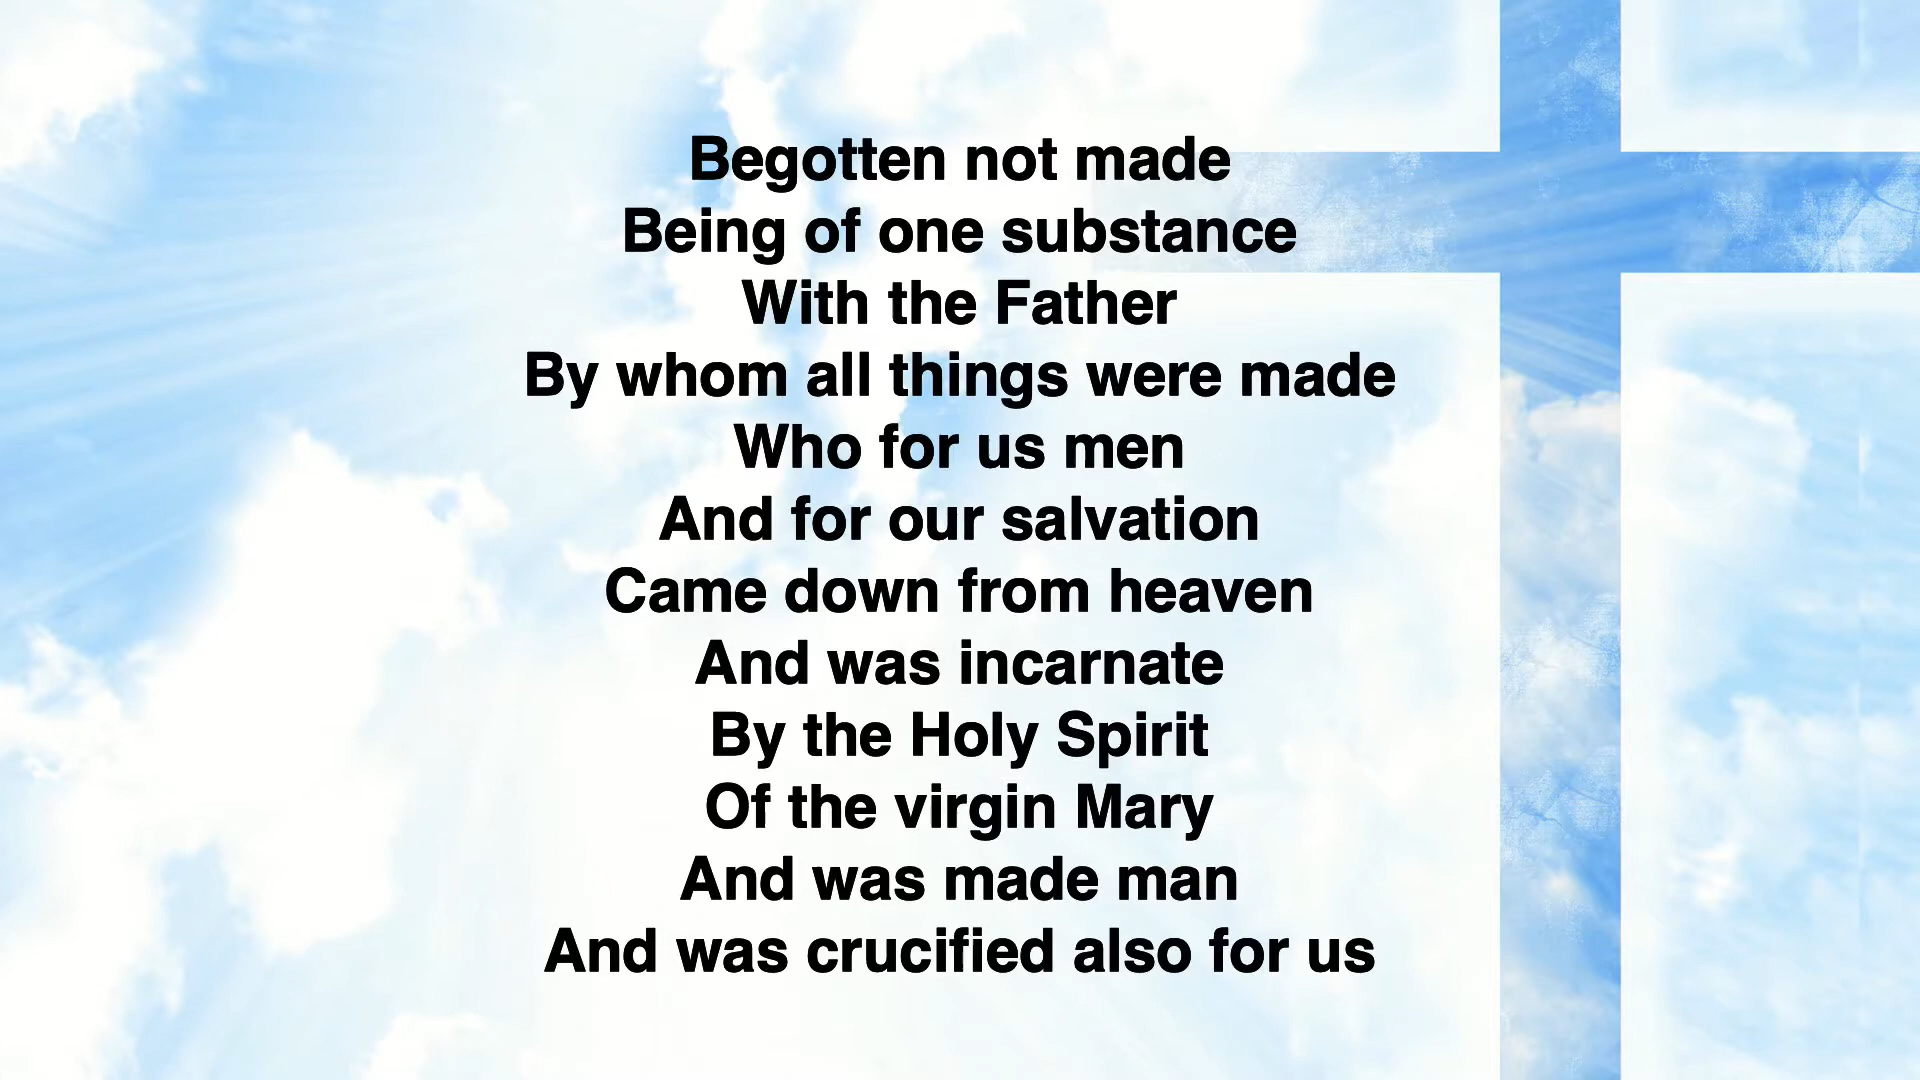 Begotten not made
Being of one substance
With the Father
By whom all things were made
Who for us men
And for our salvation
Came down from heaven
And was incarnate
By the Holy Spirit
Of the virgin Mary
And was made man
And was crucified also for us